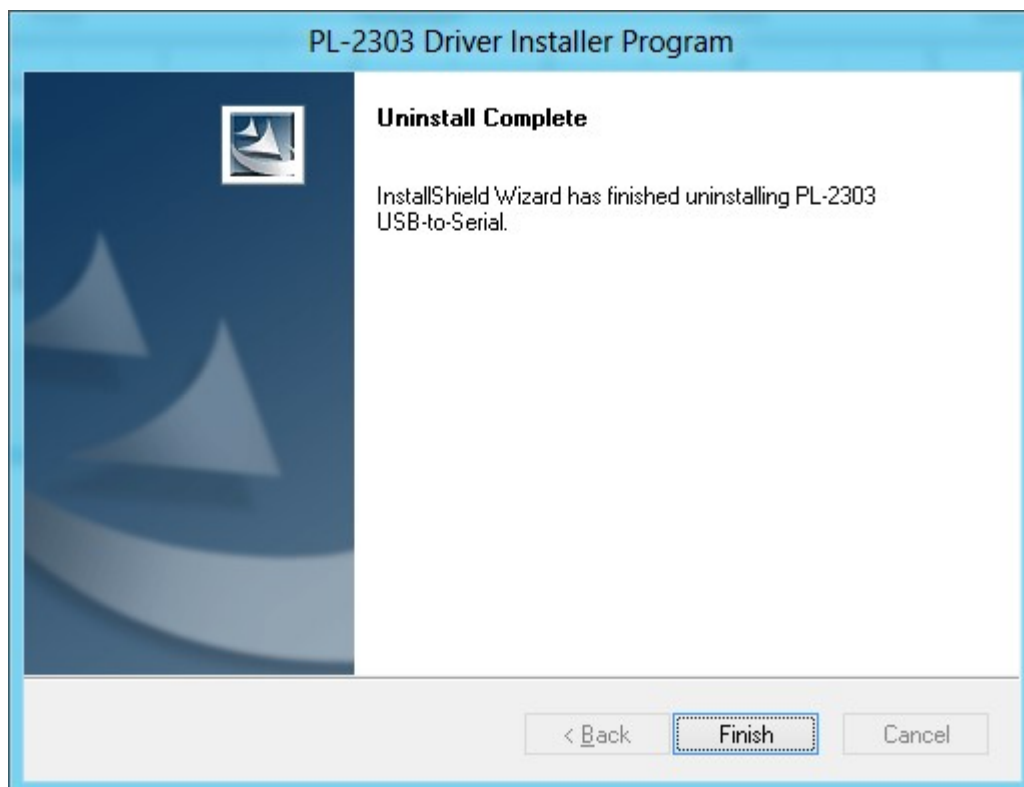 PL-2303 Driver Installer Program
Uninstall Complete
InstallShield Wizard has finished uninstalling PL-2303
USB-to-Serial.
< Back
Finish
Cancel